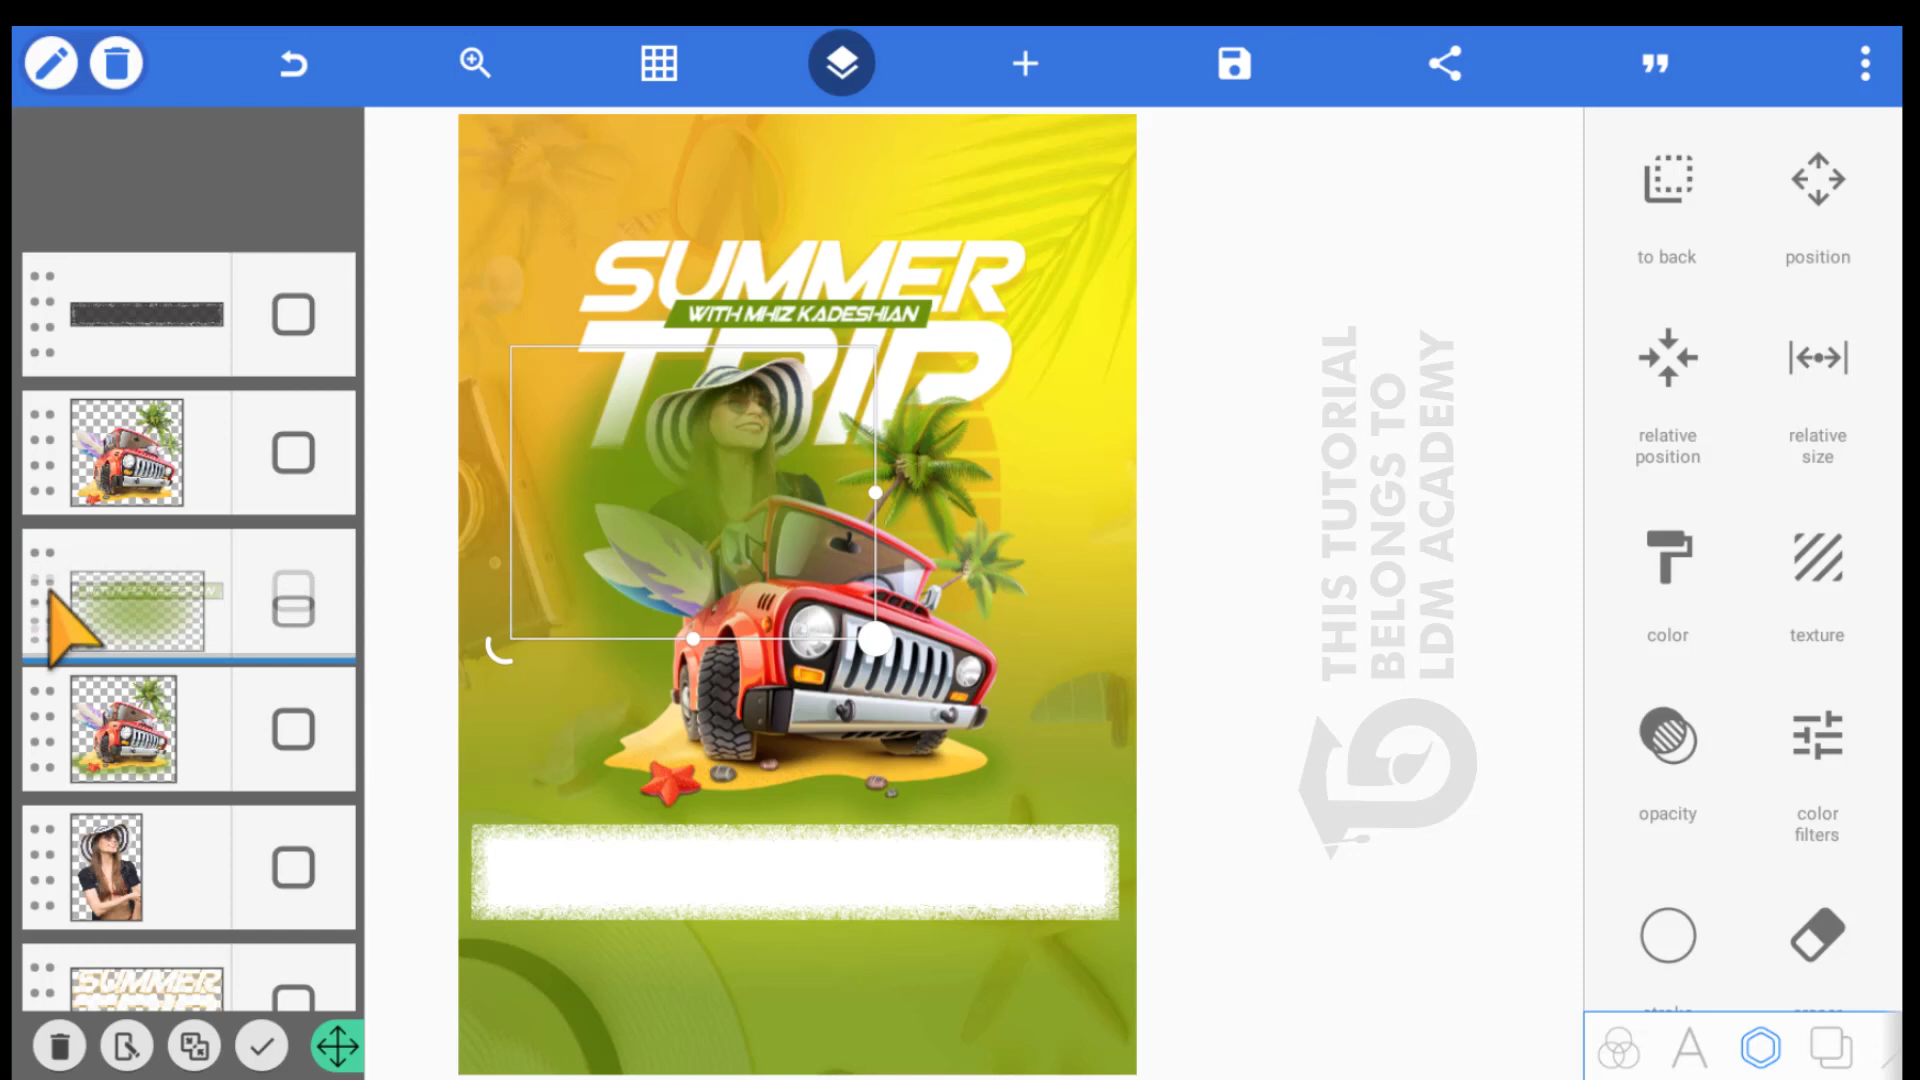 SUMMER
WITH MHIZ KADESHIAN
TRIP
THIS TUTORIAL
BELONGS TO
LDM ACADEMY
to back
position
relative
position
relative
size
color
texture
opacity
color
filters
SUMMER